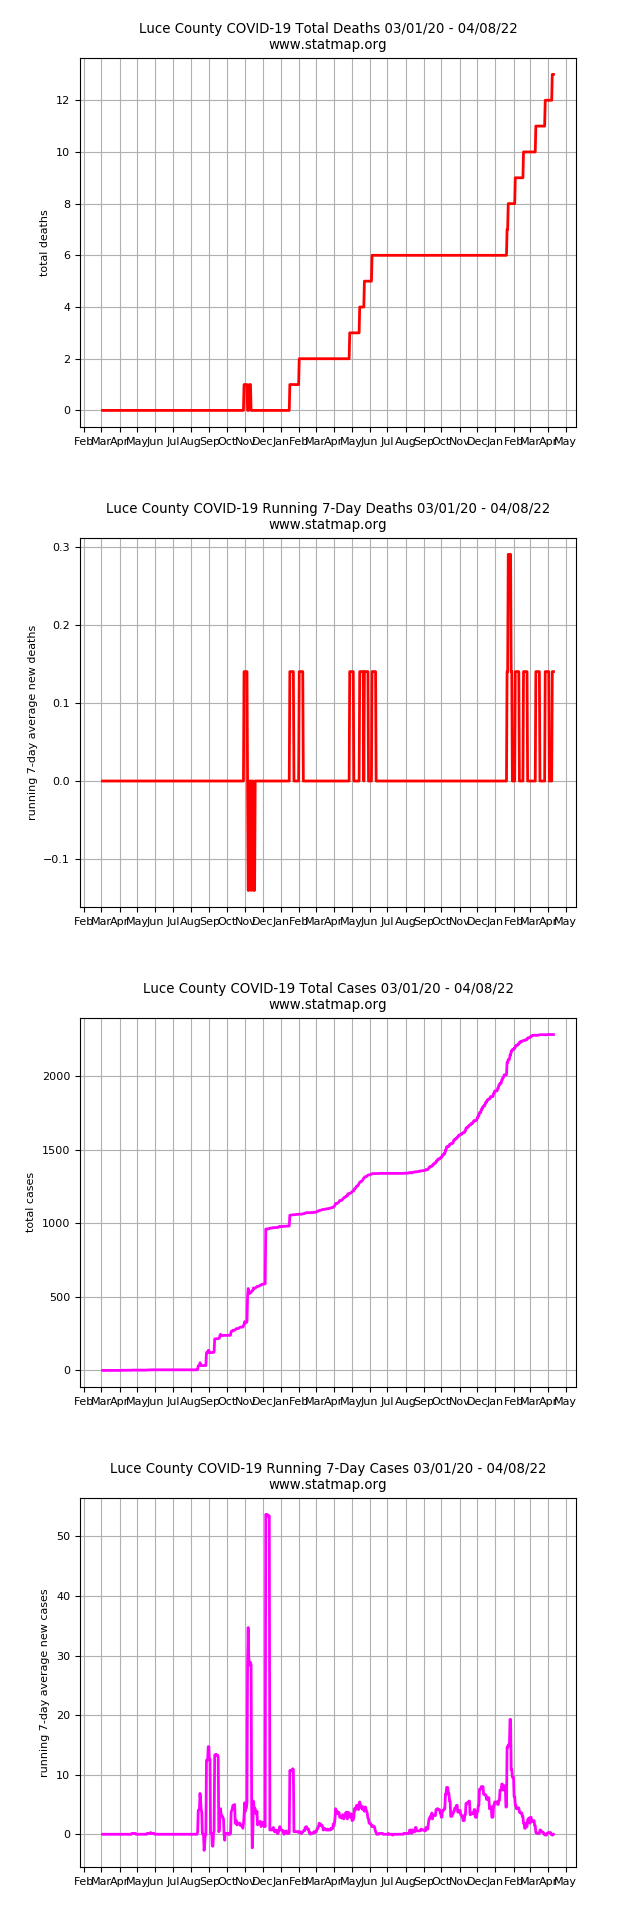 Luce County COVID-19 Total Deaths 03/01/20 - 04/08/22
www.statmap.org
12
10
8
6
4
2
0
total deaths
Feb Mar Apr May Jun Jul Aug Sep Oct Nov Dec Jan Feb Mar Apr May Jun Jul Aug Sep Oct Nov Dec Jan Feb Mar Apr May
Luce County COVID-19 Running 7-Day Deaths 03/01/20 - 04/08/22
www.statmap.org
0.3
0.2
0.1
0.0
−0.1
running 7-day average new deaths
Feb Mar Apr May Jun Jul Aug Sep Oct Nov Dec Jan Feb Mar Apr May Jun Jul Aug Sep Oct Nov Dec Jan Feb Mar Apr May
Luce County COVID-19 Total Cases 03/01/20 - 04/08/22
www.statmap.org
2000
1500
1000
500
0
total cases
Feb Mar Apr May Jun Jul Aug Sep Oct Nov Dec Jan Feb Mar Apr May Jun Jul Aug Sep Oct Nov Dec Jan Feb Mar Apr May
Luce County COVID-19 Running 7-Day Cases 03/01/20 - 04/08/22
www.statmap.org
50
40
30
20
10
0
running 7-day average new cases
Feb Mar Apr May Jun Jul Aug Sep Oct Nov Dec Jan Feb Mar Apr May Jun Jul Aug Sep Oct Nov Dec Jan Feb Mar Apr May